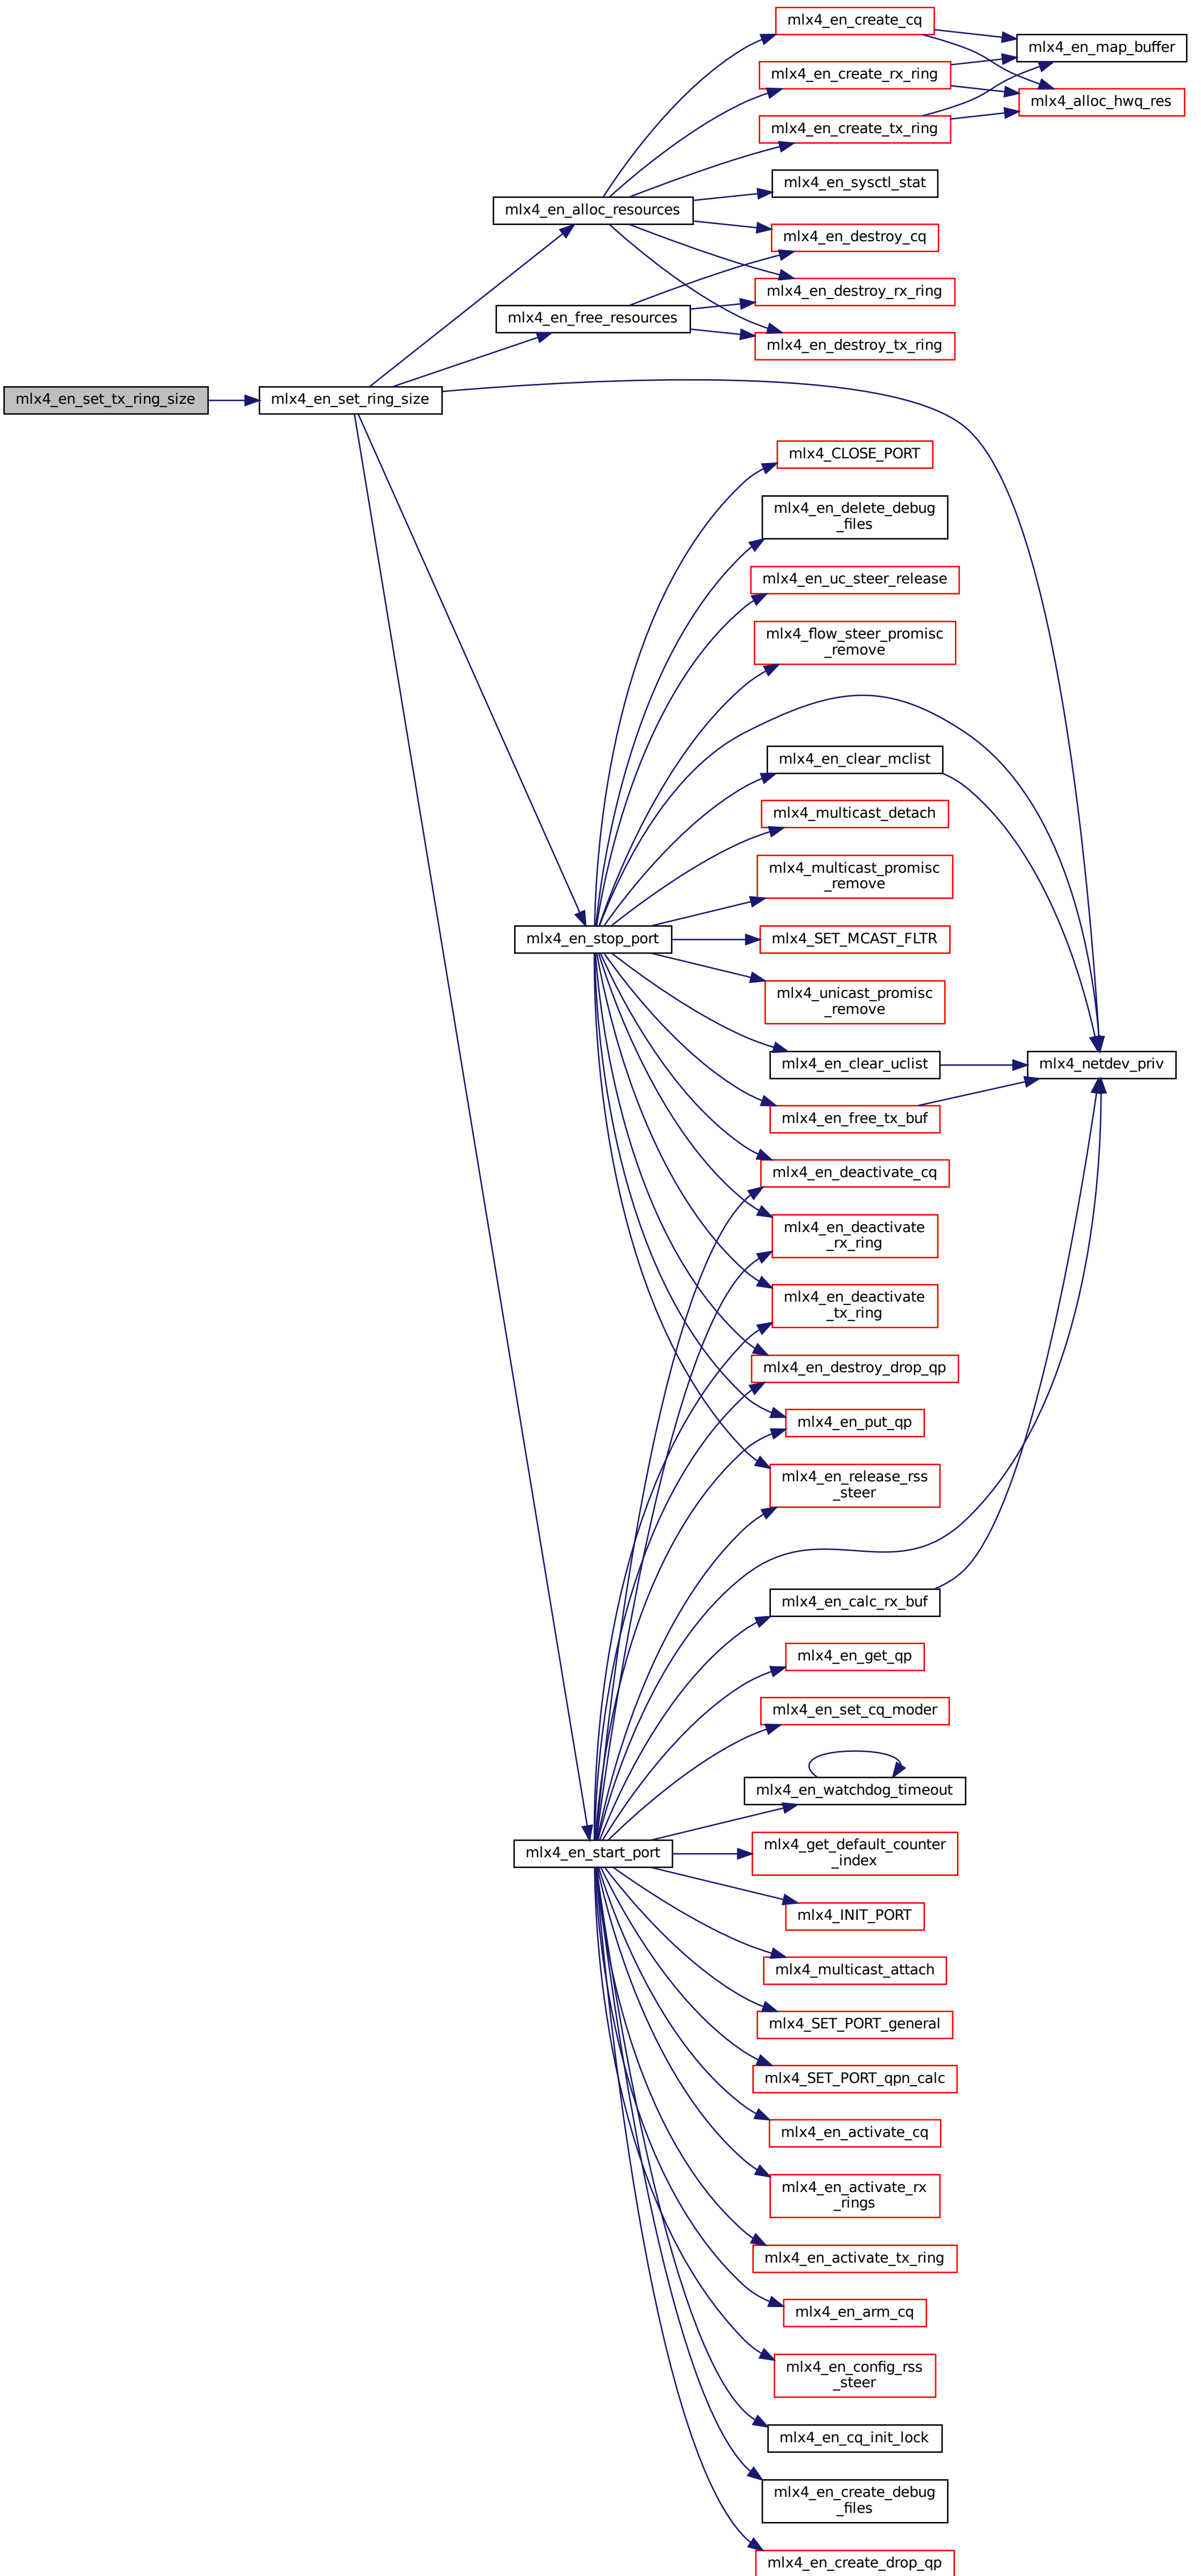 mlx4_en_create_cq
mlx4_en_map_buffer
mlx4_en_create_rx_ring
mlx4_alloc_hwq_res
mlx4_en_create_tx_ring
mlx4_en_sysctl_stat
mlx4_en_alloc_resources
mlx4_en_destroy_cq
mlx4_en_destroy_rx_ring
mlx4_en_free_resources
mlx4_en_destroy_tx_ring
mlx4_en_set_tx_ring_size
mlx4_en_set_ring_size
mlx4_CLOSE_PORT
mlx4_en_delete_debug
_files
mlx4_en_uc_steer_release
mlx4_flow_steer_promisc
_remove
mlx4_en_clear_mclist
mlx4_multicast_detach
mlx4_multicast_promisc
_remove
mlx4_en_stop_port
mlx4_SET_MCAST_FLTR
mlx4_unicast_promisc
_remove
mlx4_en_clear_uclist
mlx4_netdev_priv
mlx4_en_free_tx_buf
mlx4_en_deactivate_cq
mlx4_en_deactivate
_rx_ring
mlx4_en_deactivate
_tx_ring
mlx4_en_destroy_drop_qp
mlx4_en_put_qp
mlx4_en_release_rss
_steer
mlx4_en_calc_rx_buf
mlx4_en_get_qp
mlx4_en_set_cq_moder
mlx4_en_watchdog_timeout
mlx4_en_start_port
mlx4_get_default_counter
_index
mlx4_INIT_PORT
mlx4_multicast_attach
mlx4_SET_PORT_general
mlx4_SET_PORT_qpn_calc
mlx4_en_activate_cq
mlx4_en_activate_rx
_rings
mlx4_en_activate_tx_ring
mlx4_en_arm_cq
mlx4_en_config_rss
_steer
mlx4_en_cq_init_lock
mlx4_en_create_debug
_files
mlx4_en_create_drop_qp